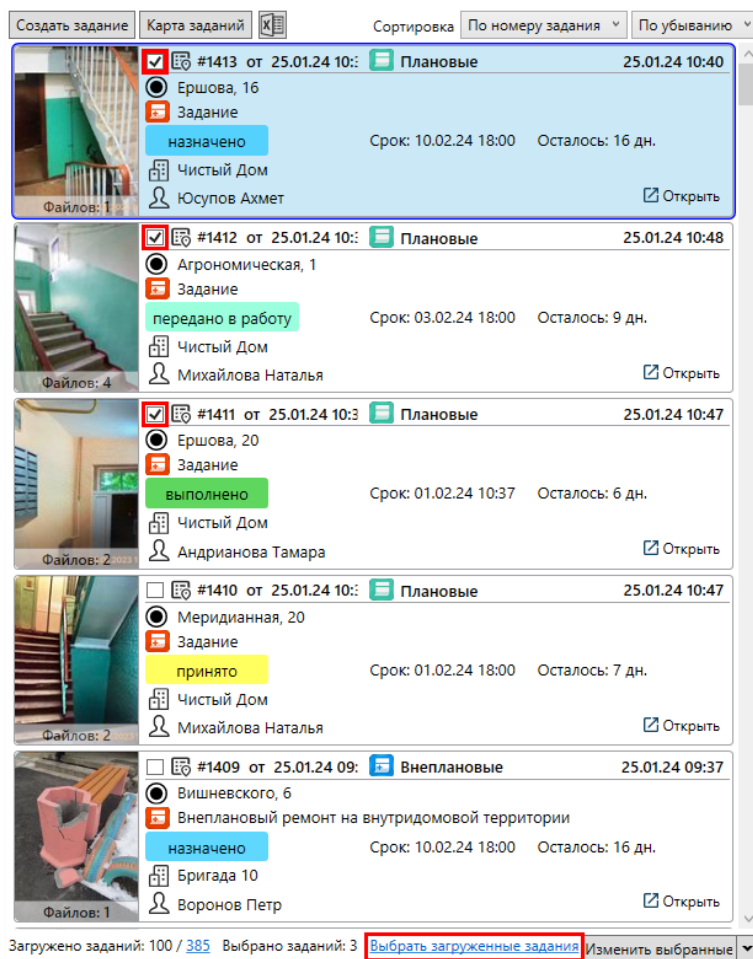 Создать задание Карта заданий Сортировка По номеру задания По убыванию
#1413 от 25.01.24 10:3 Плановые 25.01.24 10:40
Ершова, 16
Задание
назначено Срок: 10.02.24 18:00 Осталось: 16 дн.
Чистый Дом
Файлов: 1 Юсупов Ахмет Открыть
#1412 от 25.01.24 10:3 Плановые 25.01.24 10:48
Агрономическая, 1
Задание
передано в работу Срок: 03.02.24 18:00 Осталось: 9 дн.
Чистый Дом
Файлов: 4 Михайлова Наталья Открыть
#1411 от 25.01.24 10:3 Плановые 25.01.24 10:47
Ершова, 20
Задание
выполнено Срок: 01.02.24 10:37 Осталось: 6 дн.
Чистый Дом
Файлов: 2 Андрианова Тамара Открыть
#1410 от 25.01.24 10:3 Плановые 25.01.24 10:47
Меридианная, 20
Задание
принято Срок: 01.02.24 18:00 Осталось: 7 дн.
Чистый Дом
Файлов: 2 Михайлова Наталья Открыть
#1409 от 25.01.24 09: Внеплановые 25.01.24 09:37
Вишневского, 6
Внеплановый ремонт на внутридомовой территории
назначено Срок: 10.02.24 18:00 Осталось: 16 дн.
Бригада 10
Файлов: 1 Воронов Петр Открыть
Загружено заданий: 100 / 385 Выбрано заданий: 3 Выбрать загруженные задания Изменить выбранные